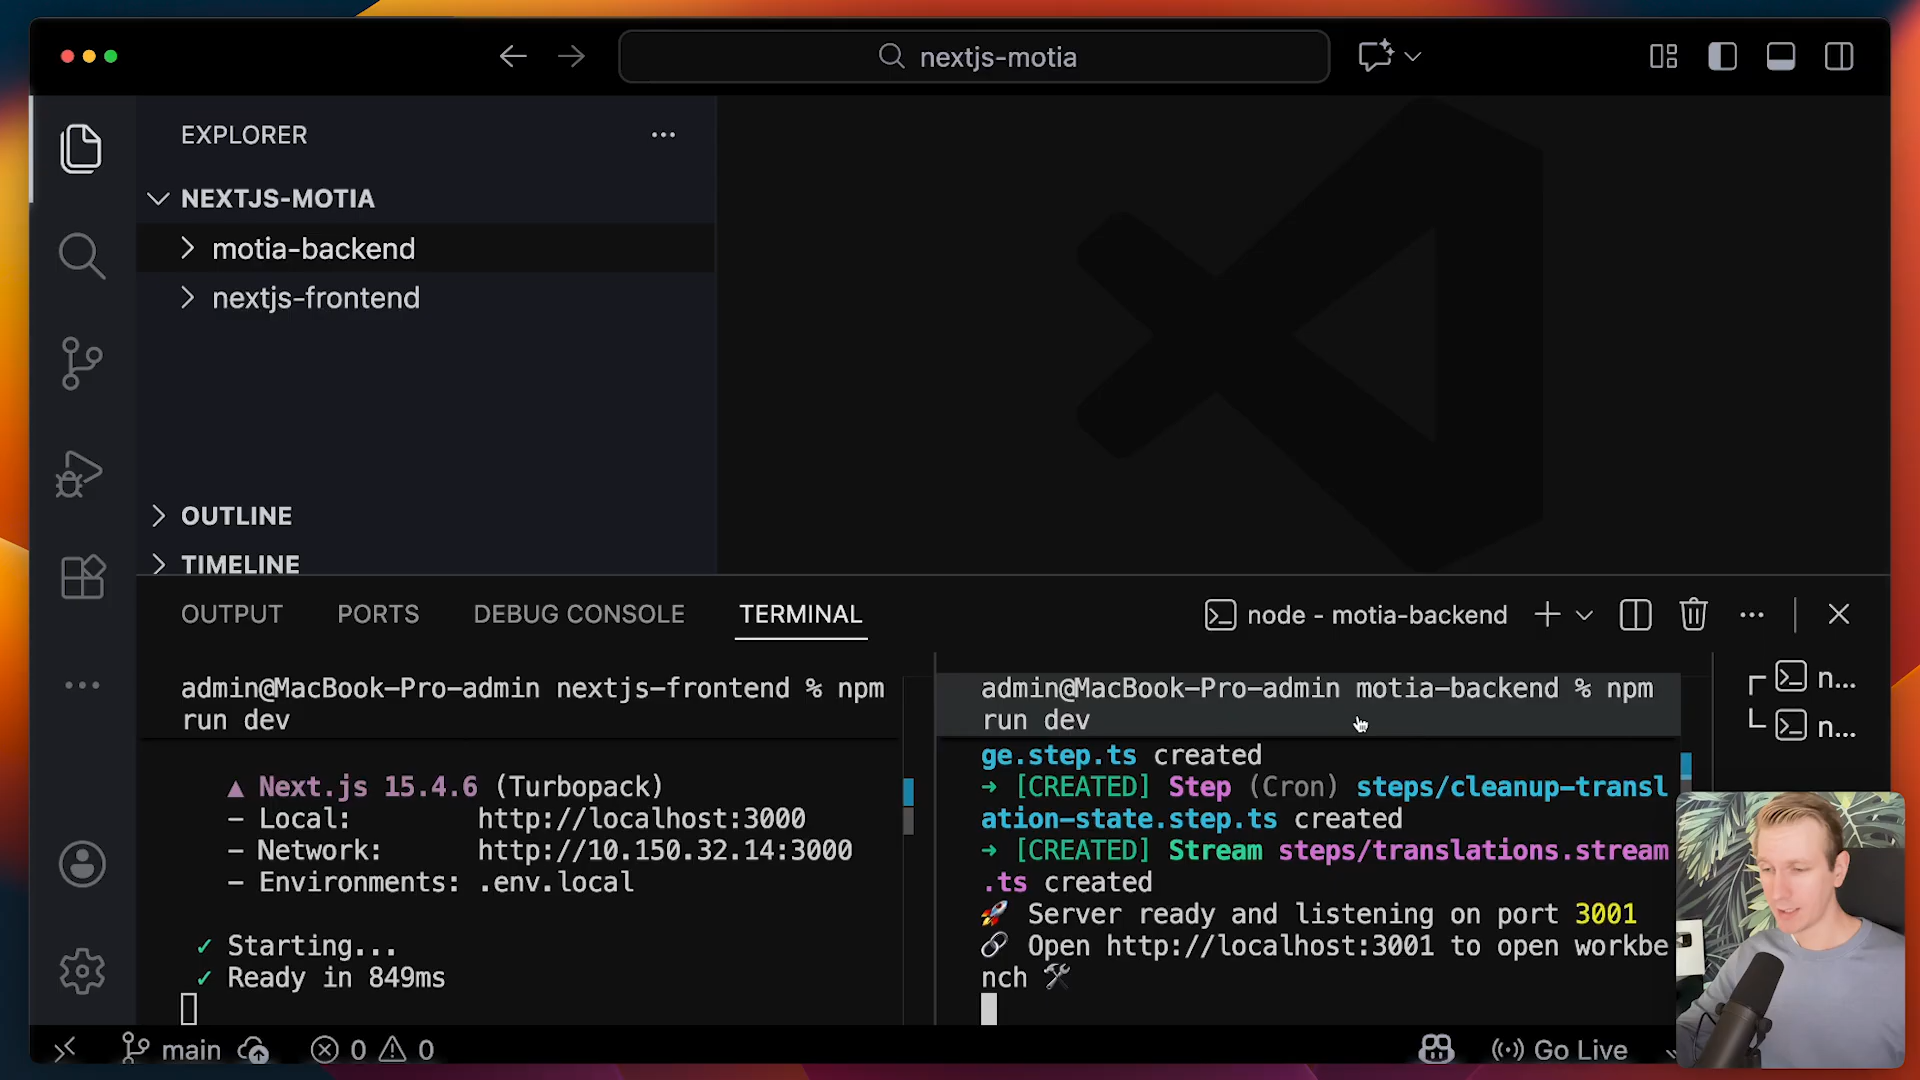 nextjs-motia
EXPLORER
NEXTJS-MOTIA
motia-backend
nextjs-frontend
OUTLINE
TIMELINE
OUTPUT PORTS DEBUG CONSOLE TERMINAL
node - motia-backend
admin@MacBook-Pro-admin nextjs-frontend % npm
run dev
▲ Next.js 15.4.6 (Turbopack)
- Local: http://localhost:3000
- Network: http://10.150.32.14:3000
- Environments: .env.local
✓ Starting...
✓ Ready in 849ms
admin@MacBook-Pro-admin motia-backend % npm
run dev
ge.step.ts created
→ [CREATED] Step (Cron) steps/cleanup-transl
ation-state.step.ts created
→ [CREATED] Stream steps/translations.stream
.ts created
🚀 Server ready and listening on port 3001
🔗 Open http://localhost:3001 to open workbe
nch 🛠️
n...
n...
main 0 0
Go Live